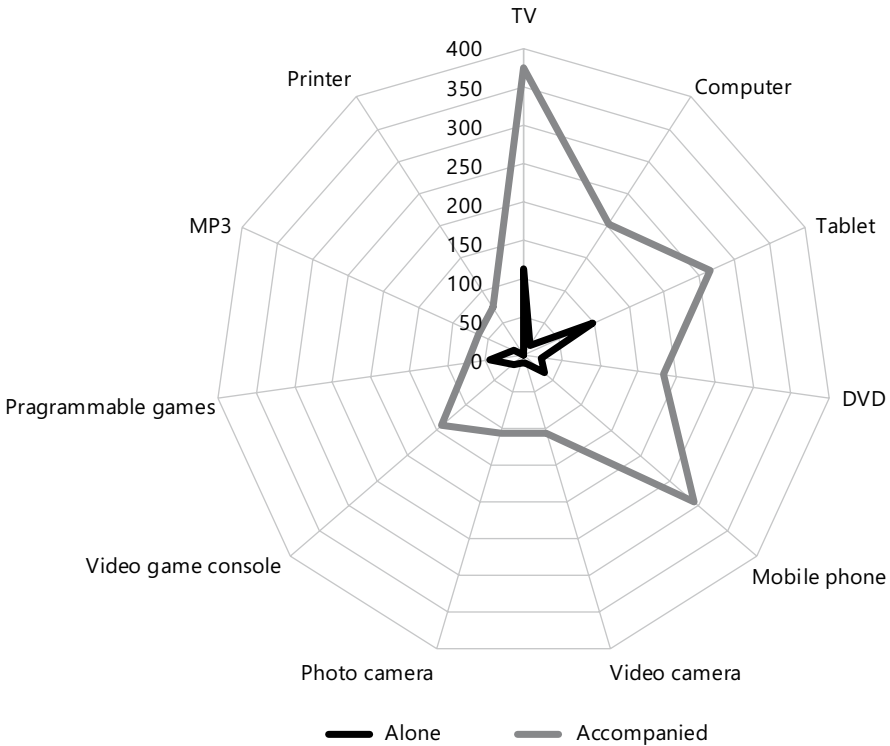 TV
Computer
Tablet
DVD
Mobile phone
Video camera
Photo camera
Video game console
Pragrammable games
MP3
Printer
400
350
300
250
200
150
100
50
0
Alone
Accompanied